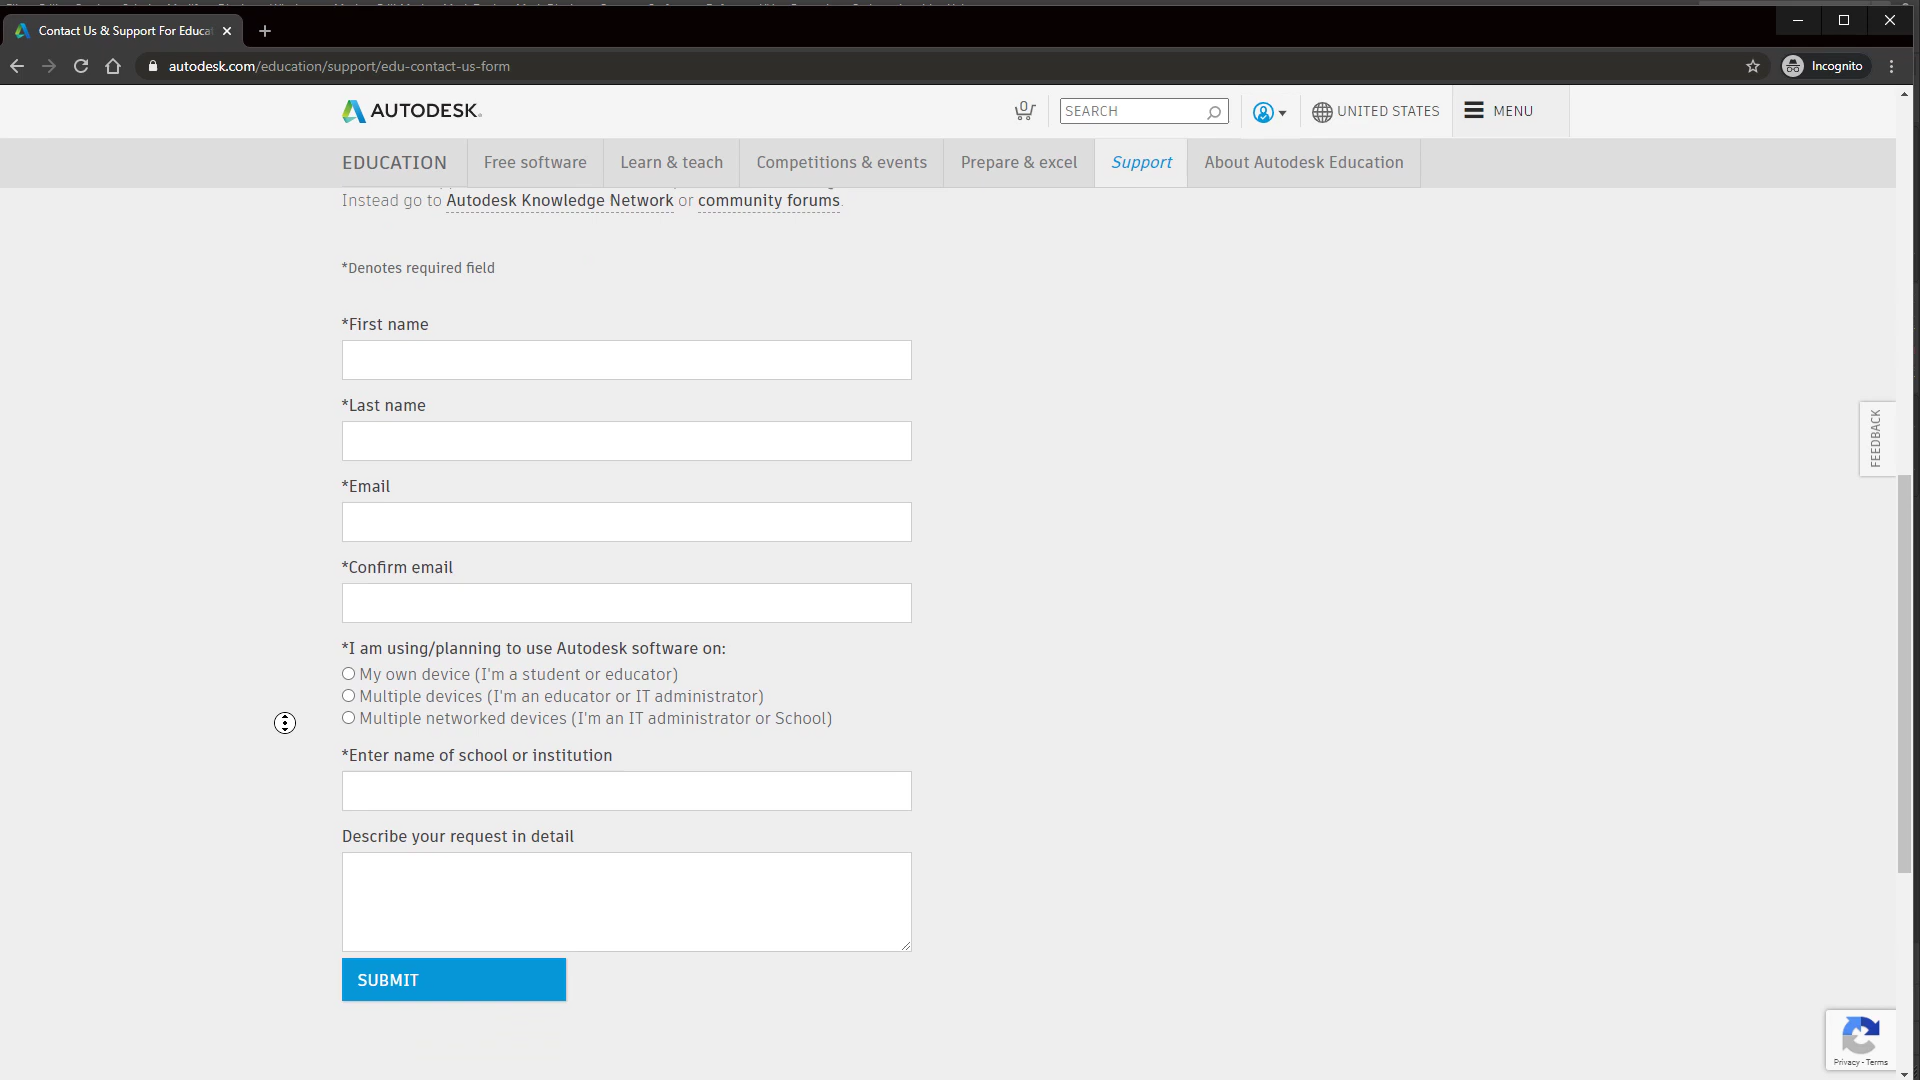 Contact Us & Support For Educat
autodesk.com/education/support/edu-contact-us-form
Incognito
AUTODESK.
0
SEARCH
UNITED STATES
MENU
EDUCATION
Free software
Learn & teach
Competitions & events
Prepare & excel
Support
About Autodesk Education
Instead go to Autodesk Knowledge Network or community forums.
*Denotes required field
*First name
*Last name
*Email
*Confirm email
*I am using/planning to use Autodesk software on:
My own device (I'm a student or educator)
Multiple devices (I'm an educator or IT administrator)
Multiple networked devices (I'm an IT administrator or School)
*Enter name of school or institution
Describe your request in detail
SUBMIT
FEEDBACK
Privacy - Terms